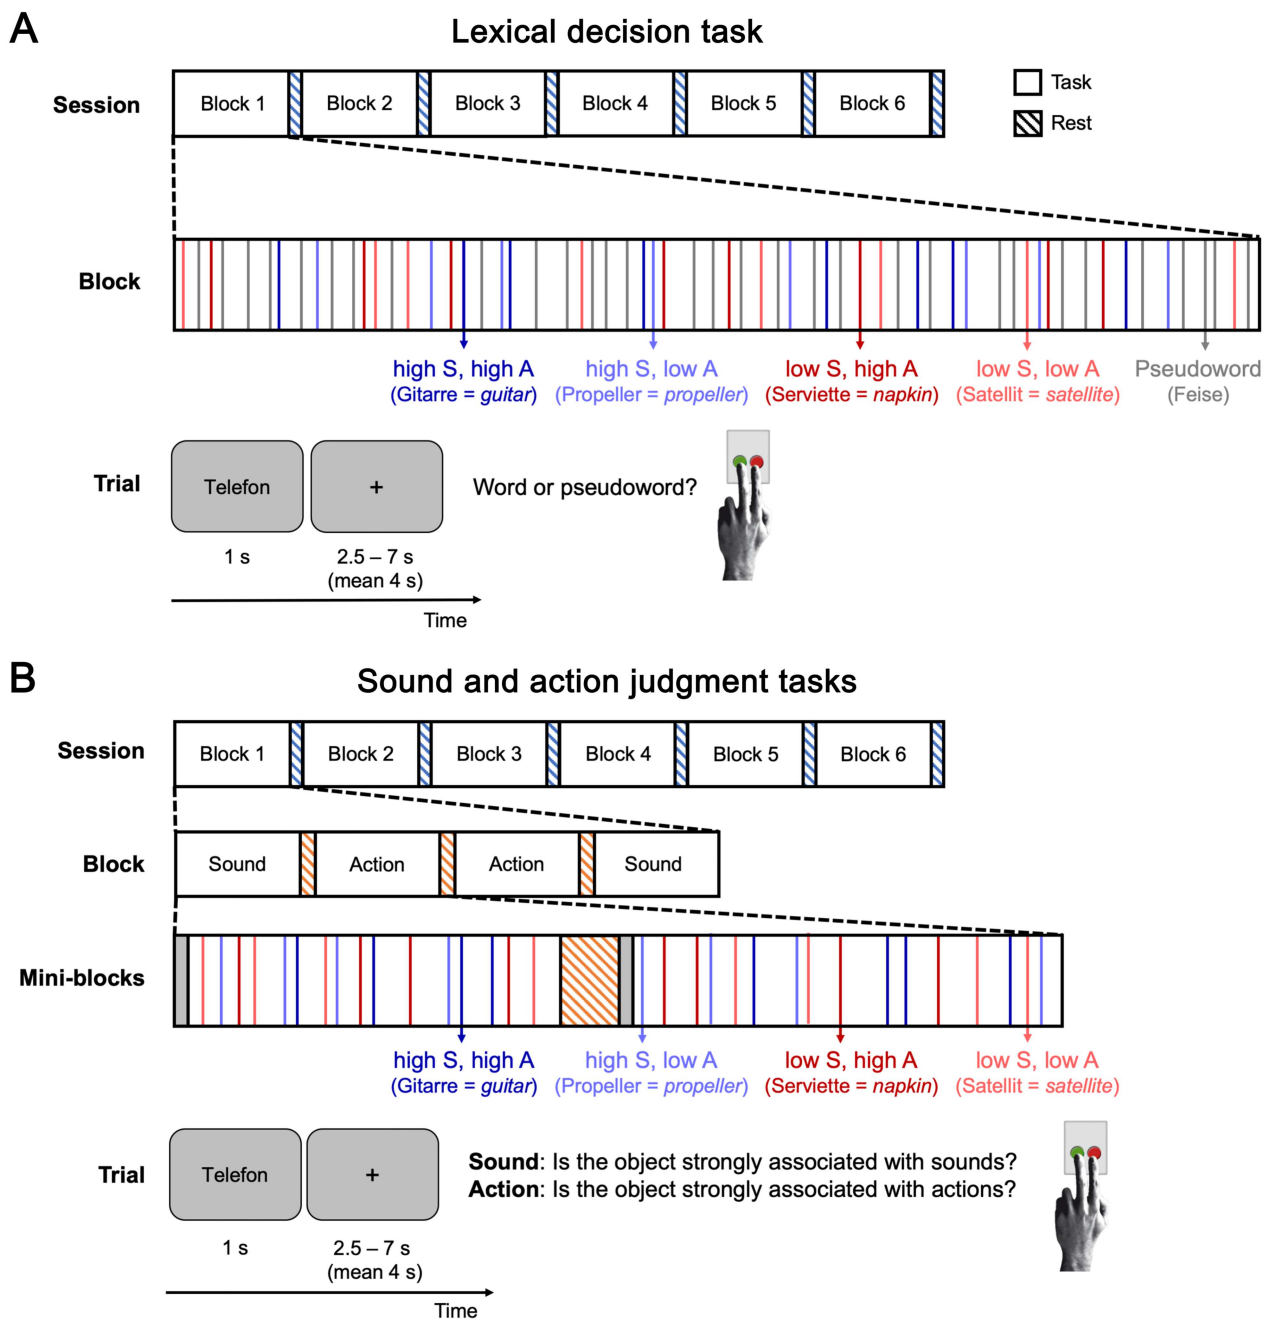 A
Lexical decision task
Session
Block 1
Block 2
Block 3
Block 4
Block 5
Block 6
Task
Rest
Block
high S, high A
(Gitarre = guitar)
high S, low A
(Propeller = propeller)
low S, high A
(Serviette = napkin)
low S, low A
(Satellit = satellite)
Pseudoword
(Feise)
Trial
Telefon
+
Word or pseudoword?
1 s
2.5 – 7 s
(mean 4 s)
Time
B
Sound and action judgment tasks
Session
Block 1
Block 2
Block 3
Block 4
Block 5
Block 6
Block
Sound
Action
Action
Sound
Mini-blocks
high S, high A
(Gitarre = guitar)
high S, low A
(Propeller = propeller)
low S, high A
(Serviette = napkin)
low S, low A
(Satellit = satellite)
Trial
Telefon
+
Sound: Is the object strongly associated with sounds?
Action: Is the object strongly associated with actions?
1 s
2.5 – 7 s
(mean 4 s)
Time